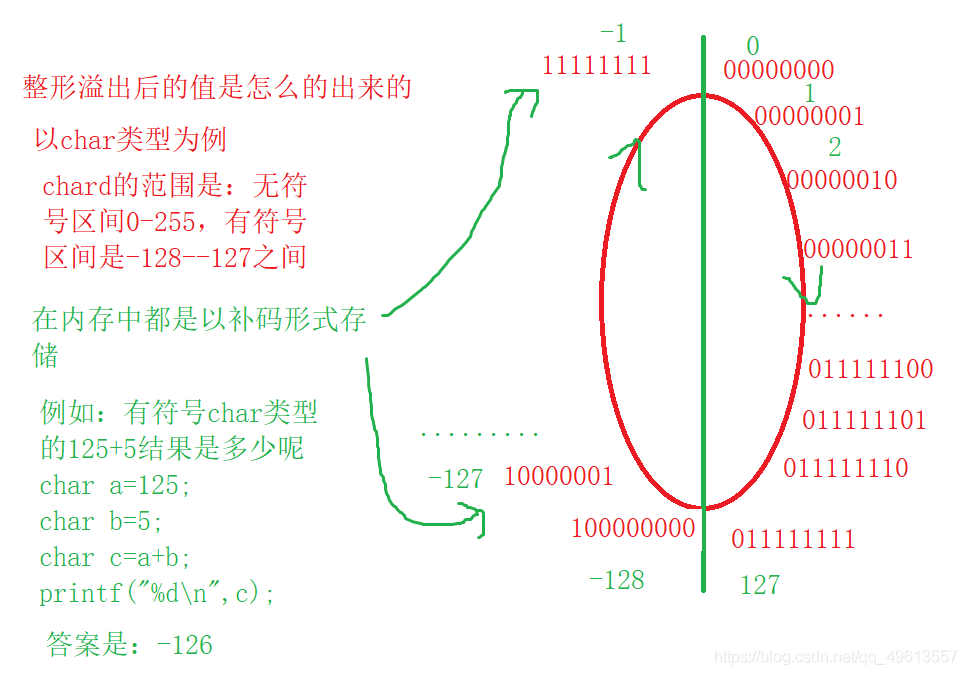 整形溢出后的值是怎么的出来的
以char类型为例
chard的范围是：无符
号区间0-255，有符号
区间是-128--127之间
在内存中都是以补码形式存
储
例如：有符号char类型
的125+5结果是多少呢
char a=125;
char b=5;
char c=a+b;
printf("%d\n",c);
答案是：-126
-1
11111111
0
00000000
1
00000001
2
00000010
00000011
......
011111100
011111101
011111110
011111111
127
.........
-127
10000001
100000000
-128
https://blog.csdn.net/qq_49613557